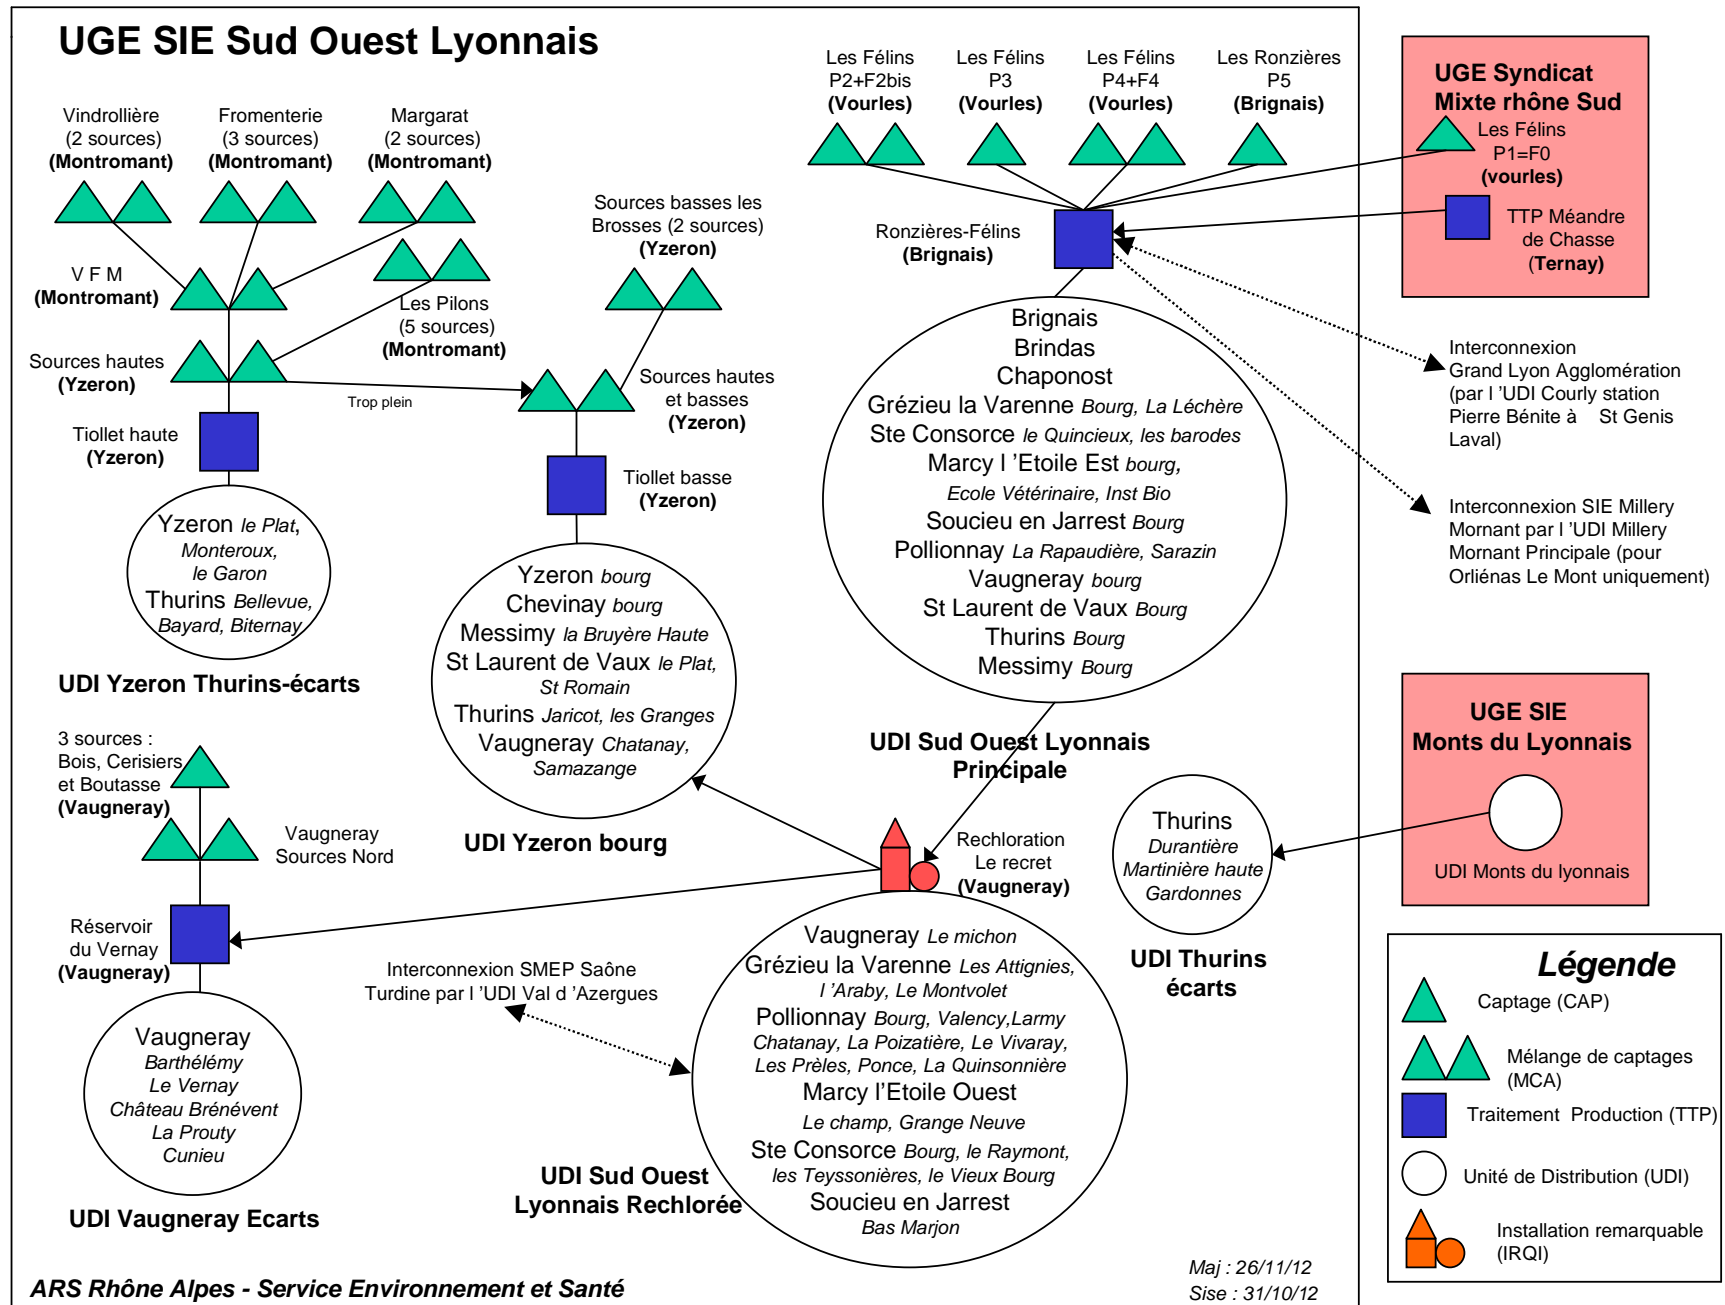 UGE SIE Sud Ouest Lyonnais
Vindrollière
(2 sources)
(Montromant)
Fromenterie
(3 sources)
(Montromant)
Margarat
(2 sources)
(Montromant)
V F M
(Montromant)
Les Pilons
(5 sources)
(Montromant)
Sources hautes
(Yzeron)
Trop plein
Sources basses les
Brosses (2 sources)
(Yzeron)
Sources hautes
et basses
(Yzeron)
Tiollet haute
(Yzeron)
Tiollet basse
(Yzeron)
Yzeron le Plat,
Monteroux,
le Garon
Thurins Bellevue,
Bayard, Biternay
UDI Yzeron Thurins-écarts
Yzeron bourg
Chevinay bourg
Messimy la Bruyère Haute
St Laurent de Vaux le Plat,
St Romain
Thurins Jaricot, les Granges
Vaugneray Chatanay,
Samazange
UDI Yzeron bourg
Les Félins
P2+F2bis
(Vourles)
Les Félins
P3
(Vourles)
Les Félins
P4+F4
(Vourles)
Les Ronzières
P5
(Brignais)
Ronzières-Félins
(Brignais)
Brignais
Brindas
Chaponost
Grézieu la Varenne Bourg, La Léchère
Ste Consorce le Quincieux, les barodes
Marcy l 'Etoile Est bourg,
Ecole Vétérinaire, Inst Bio
Soucieu en Jarrest Bourg
Pollionnay La Rapaudière, Sarazin
Vaugneray bourg
St Laurent de Vaux Bourg
Thurins Bourg
Messimy Bourg
UDI Sud Ouest Lyonnais
Principale
UGE Syndicat
Mixte rhône Sud
Les Félins
P1=F0
(vourles)
TTP Méandre
de Chasse
(Ternay)
Interconnexion
Grand Lyon Agglomération
(par l 'UDI Courly station
Pierre Bénite à St Genis
Laval)
Interconnexion SIE Millery
Mornant par l 'UDI Millery
Mornant Principale (pour
Orliénas Le Mont uniquement)
3 sources :
Bois, Cerisiers
et Boutasse
(Vaugneray)
Vaugneray
Sources Nord
Réservoir
du Vernay
(Vaugneray)
Vaugneray
Barthélémy
Le Vernay
Château Brénévent
La Prouty
Cunieu
UDI Vaugneray Ecarts
Interconnexion SMEP Saône
Turdine par l 'UDI Val d 'Azergues
Rechloration
Le recret
(Vaugneray)
Vaugneray Le michon
Grézieu la Varenne Les Attignies,
l 'Araby, Le Montvolet
Pollionnay Bourg, Valency,Larmy
Chatanay, La Poizatière, Le Vivaray,
Les Prèles, Ponce, La Quinsonnière
Marcy l'Etoile Ouest
Le champ, Grange Neuve
Ste Consorce Bourg, le Raymont,
les Teyssonières, le Vieux Bourg
Soucieu en Jarrest
Bas Marjon
UDI Sud Ouest
Lyonnais Rechlorée
Thurins
Durantière
Martinière haute
Gardonnes
UDI Thurins
écarts
UGE SIE
Monts du Lyonnais
UDI Monts du lyonnais
Légende
Captage (CAP)
Mélange de captages
(MCA)
Traitement Production (TTP)
Unité de Distribution (UDI)
Installation remarquable
(IRQI)
ARS Rhône Alpes - Service Environnement et Santé
Maj : 26/11/12
Sise : 31/10/12